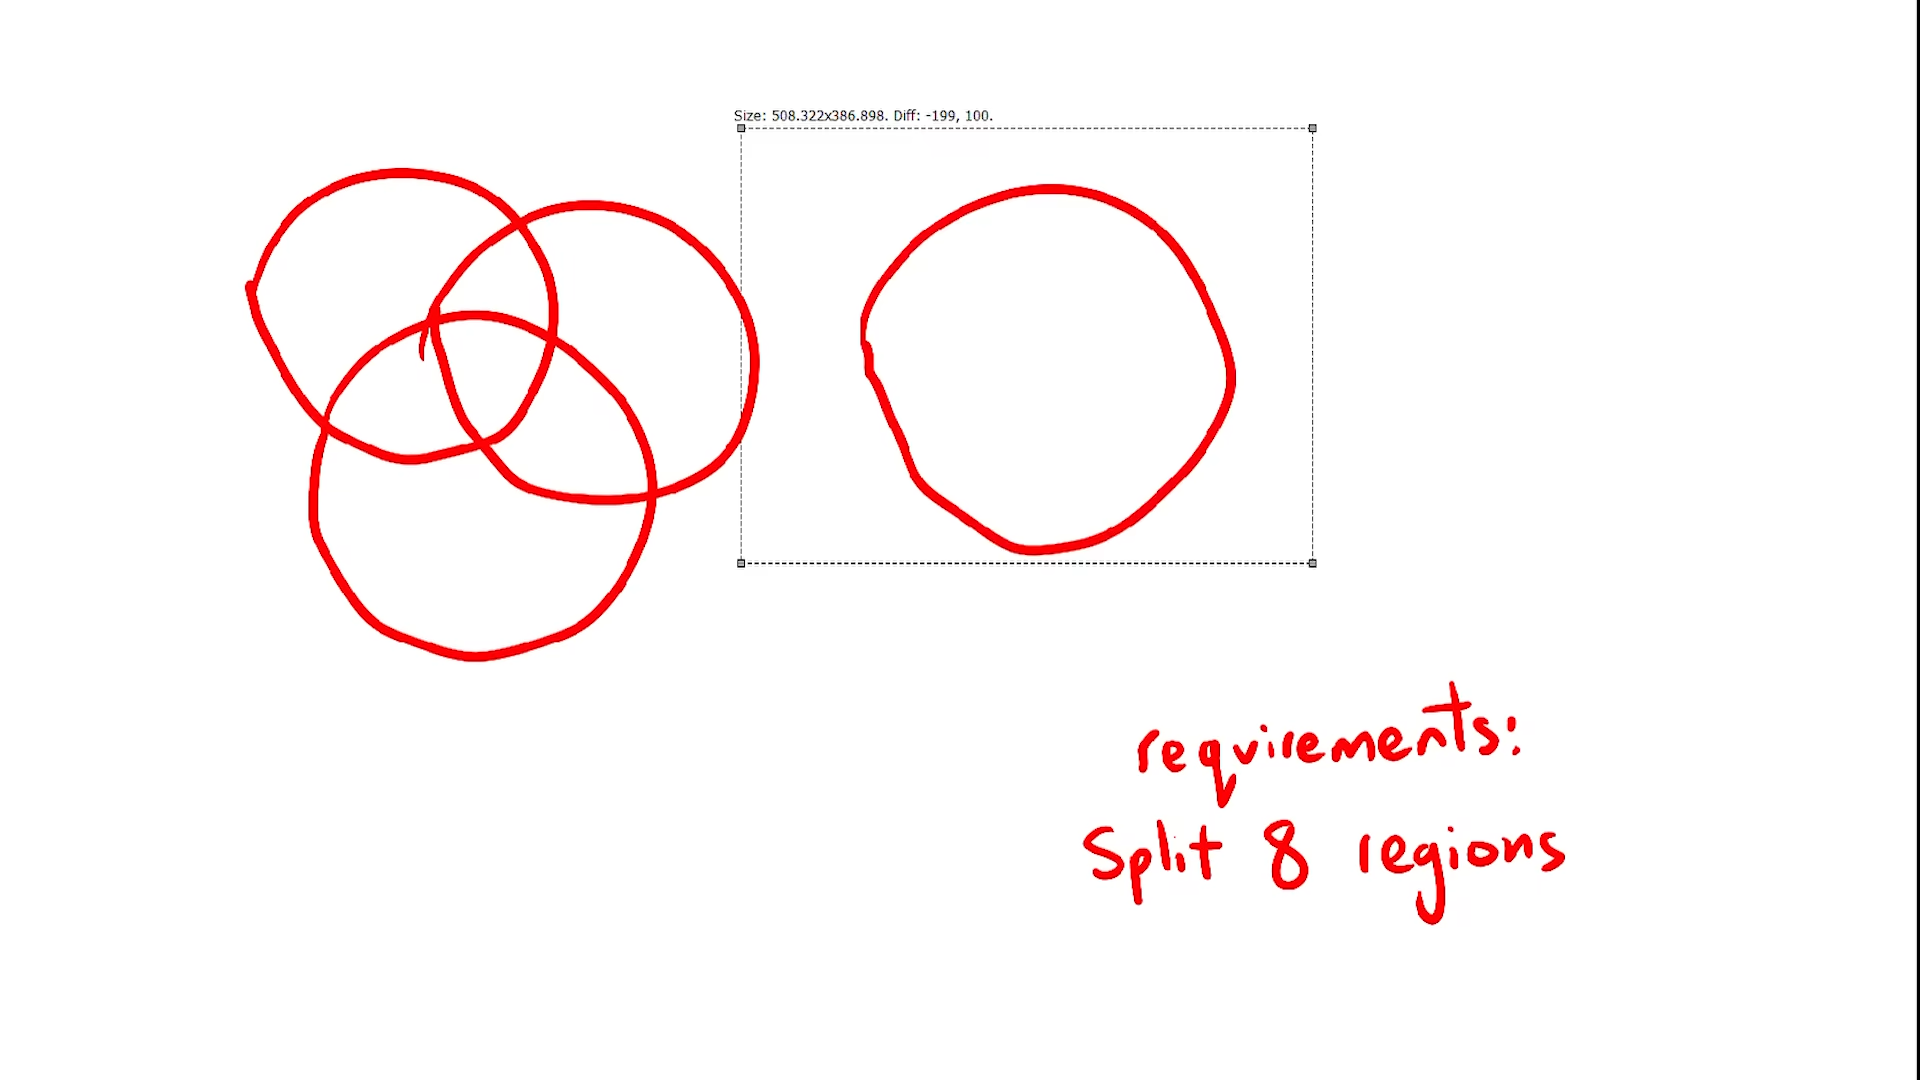 Size: 508.322x386.898. Diff: -199, 100.
requirements:
Split 8 regions